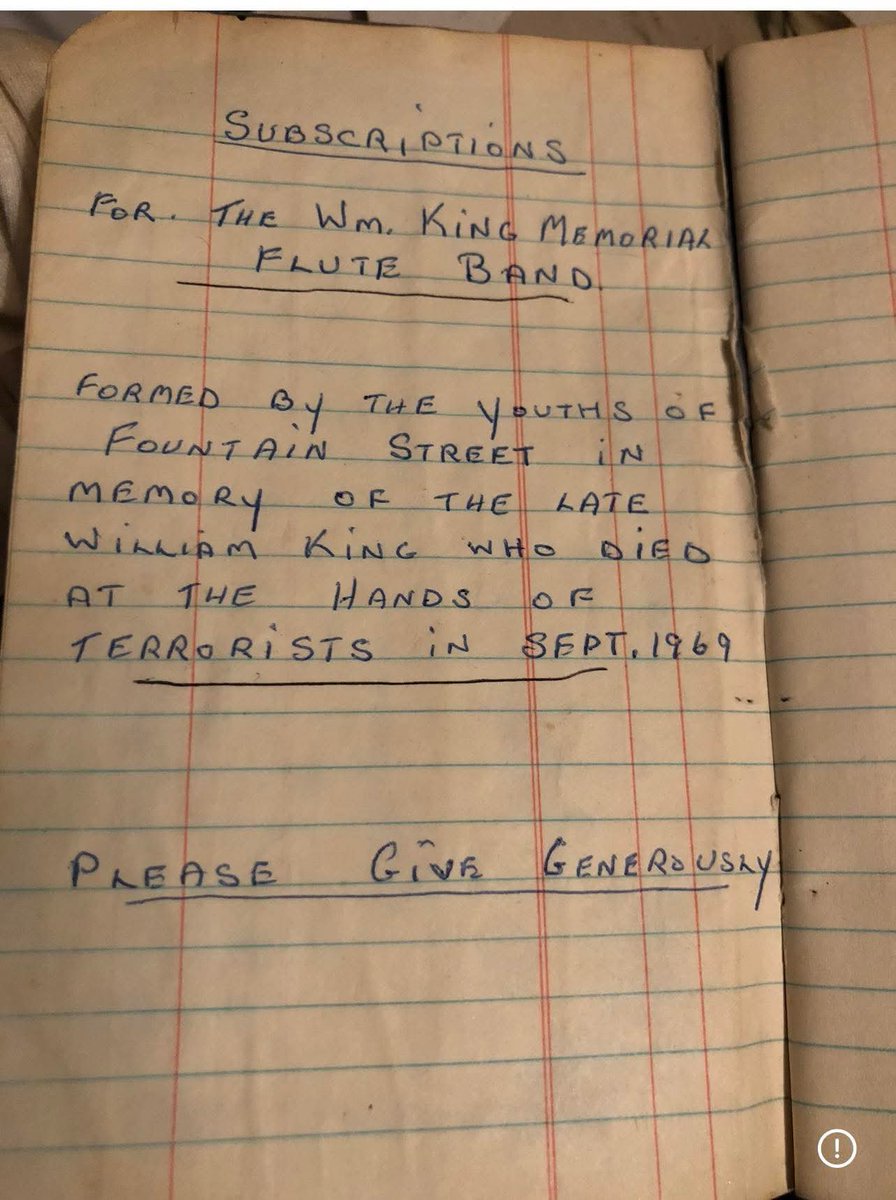 SUBSCRIPTIONS
FOR. THE WM. KING MEMORIAL
FLUTE BAND.
FORMED BY THE YOUTHS OF
FOUNTAIN STREET IN
MEMORY OF THE LATE
WILLIAM KING WHO DIED
AT THE HANDS OF
TERRORISTS IN SEPT. 1969
PLEASE GIVE GENEROUSLY